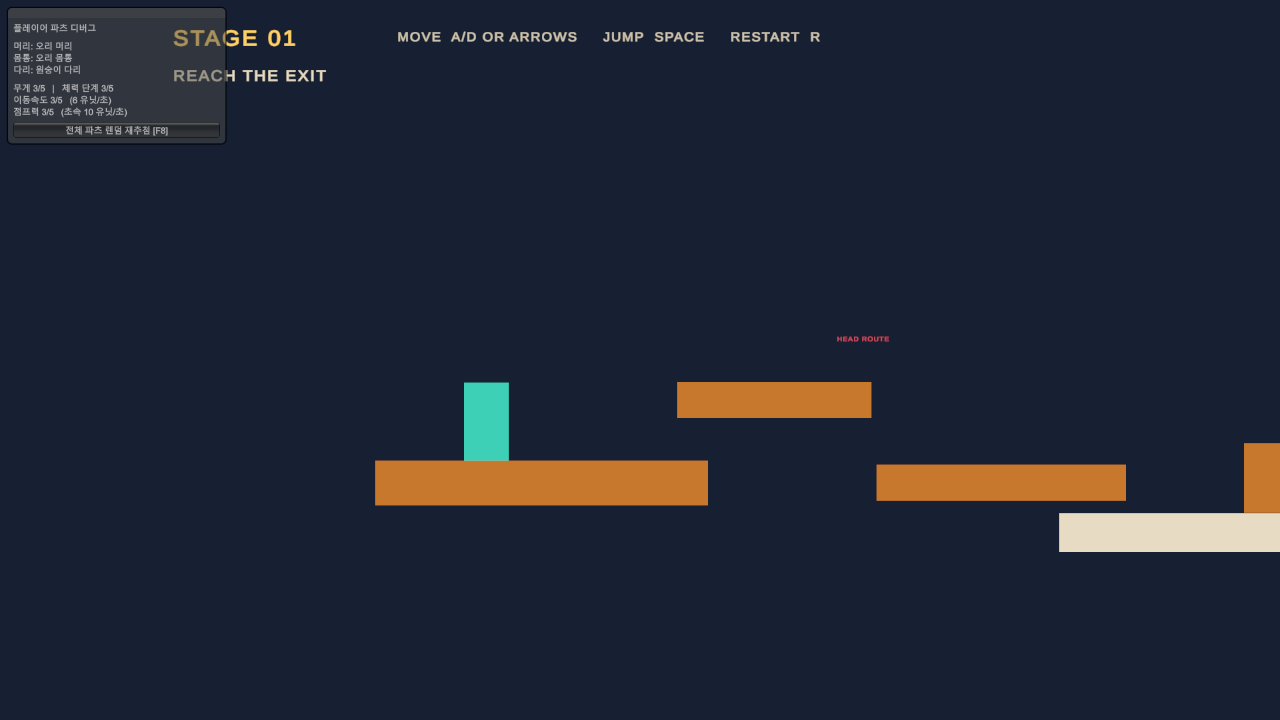 플레이어 파츠 디버그
머리: 오리 머리
몸통: 오리 몸통
다리: 원숭이 다리
무게 3/5 | 체력 단계 3/5
이동속도 3/5 (6 유닛/초)
점프력 3/5 (초속 10 유닛/초)
전체 파츠 랜덤 재추첨 [F8]
STAGE 01
REACH THE EXIT
MOVE A/D OR ARROWS JUMP SPACE RESTART R
HEAD ROUTE